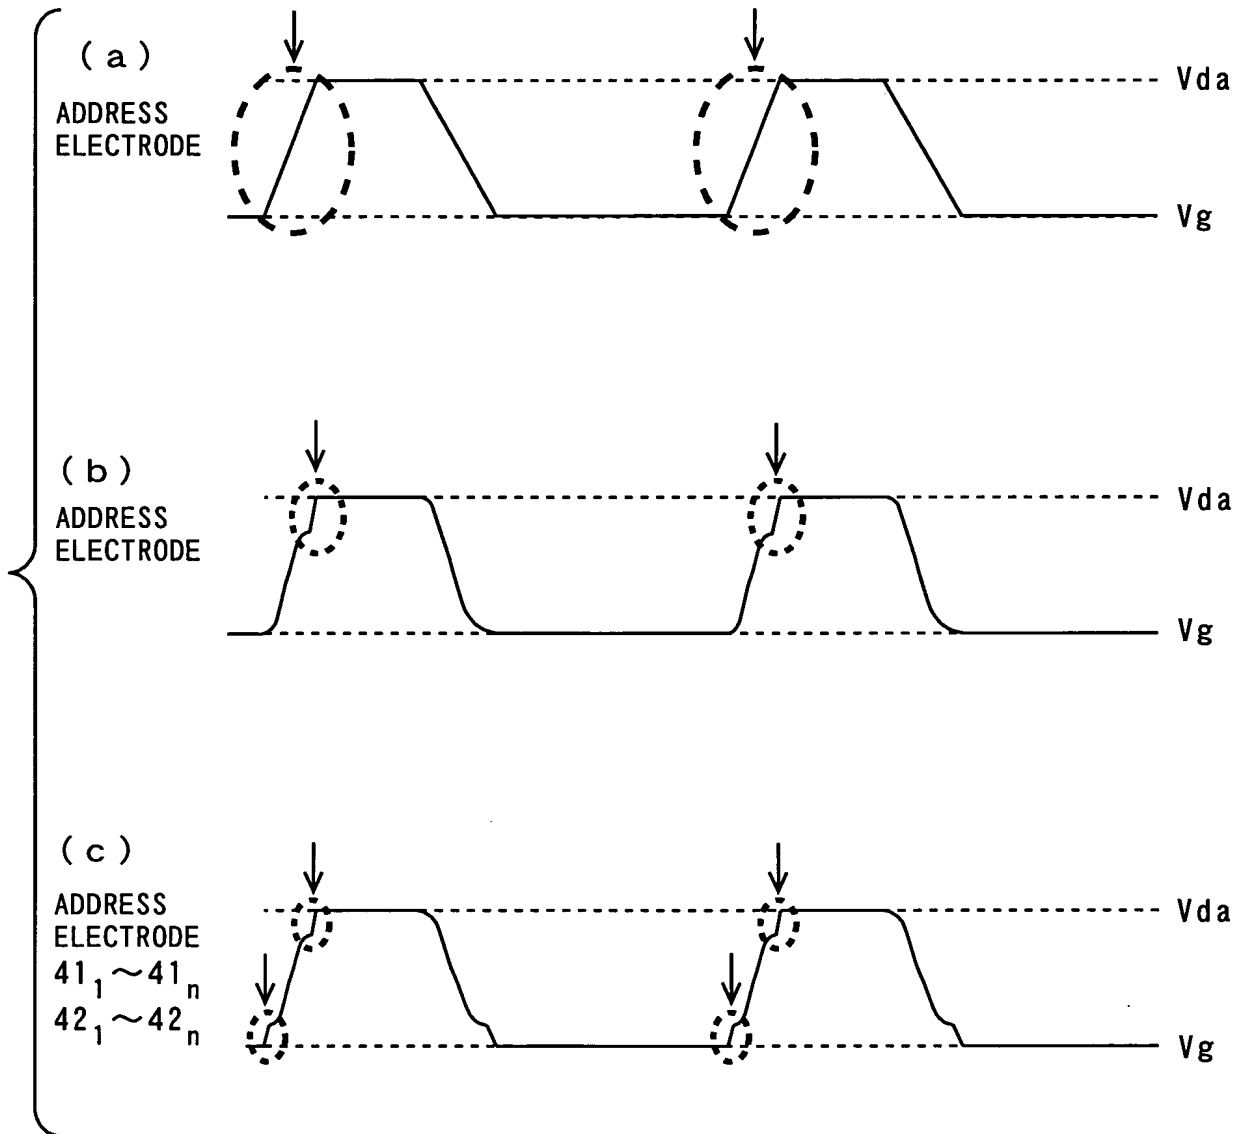 (a)
ADDRESS
ELECTRODE
Vda
Vg
(b)
ADDRESS
ELECTRODE
Vda
Vg
(c)
ADDRESS
ELECTRODE
41₁～41ₙ
42₁～42ₙ
Vda
Vg